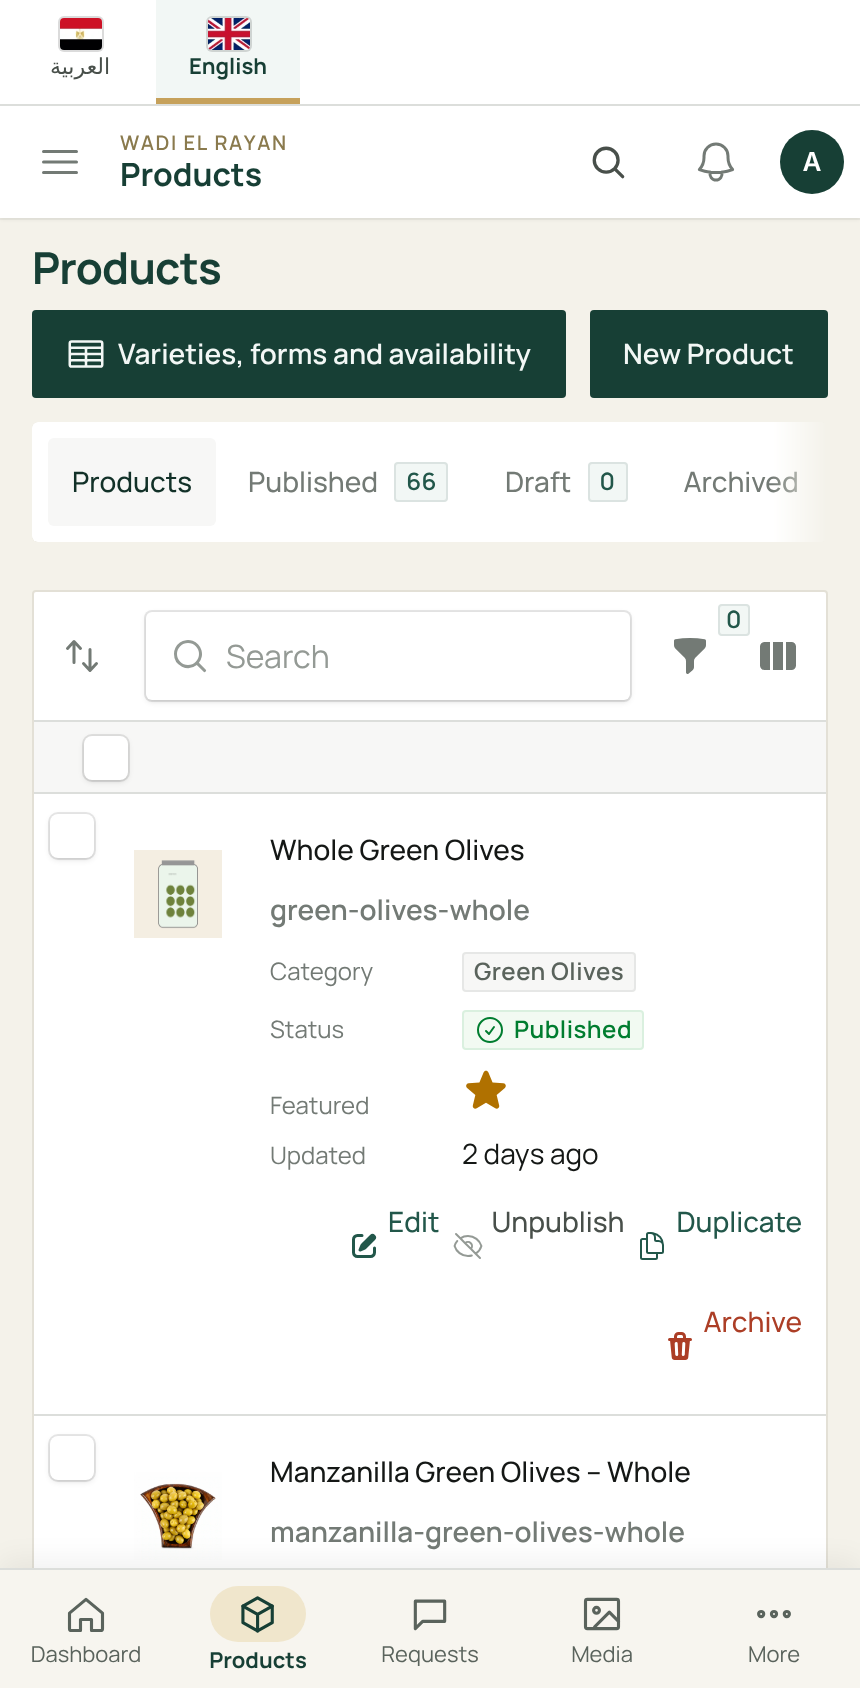 العربية
English
WADI EL RAYAN
Products
A
Products
Varieties, forms and availability
New Product
Products
Published 66
Draft 0
Archived
0
Search
Whole Green Olives
green-olives-whole
Category Green Olives
Status Published
Featured
Updated 2 days ago
Edit Unpublish Duplicate
Archive
Manzanilla Green Olives – Whole
manzanilla-green-olives-whole
Dashboard
Products
Requests
Media
More